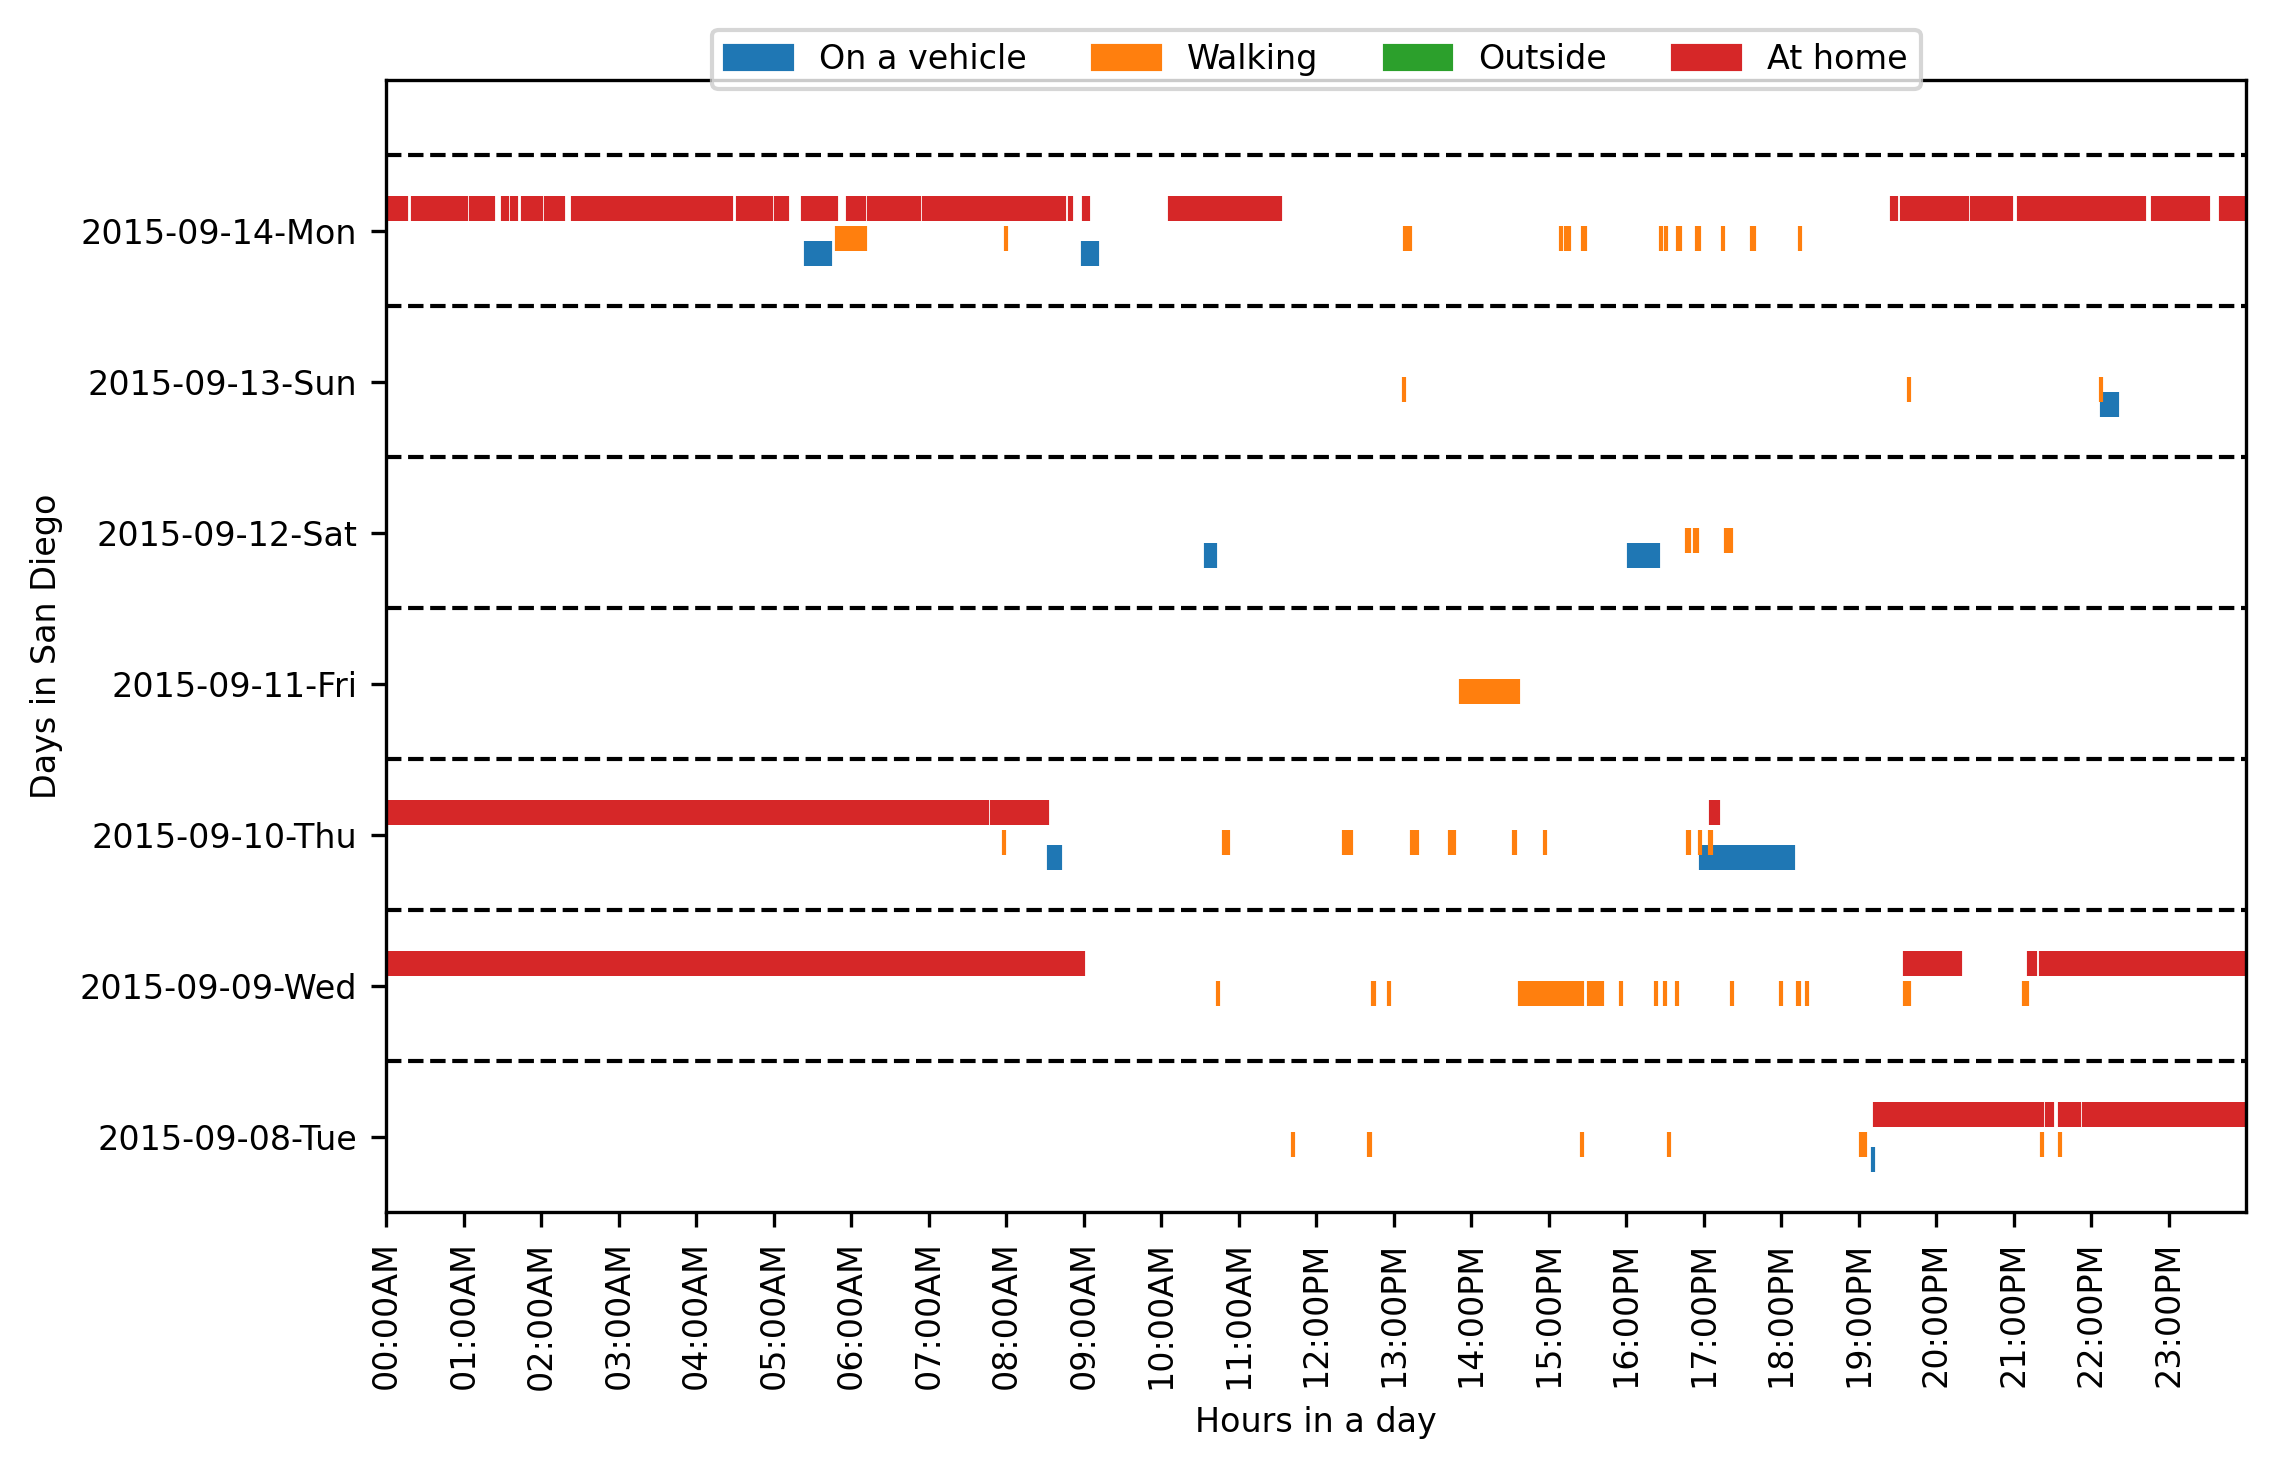 On a vehicle Walking Outside At home
Days in San Diego
2015-09-14-Mon
2015-09-13-Sun
2015-09-12-Sat
2015-09-11-Fri
2015-09-10-Thu
2015-09-09-Wed
2015-09-08-Tue
00:00AM 01:00AM 02:00AM 03:00AM 04:00AM 05:00AM 06:00AM 07:00AM 08:00AM 09:00AM 10:00AM 11:00AM 12:00PM 13:00PM 14:00PM 15:00PM 16:00PM 17:00PM 18:00PM 19:00PM 20:00PM 21:00PM 22:00PM 23:00PM
Hours in a day